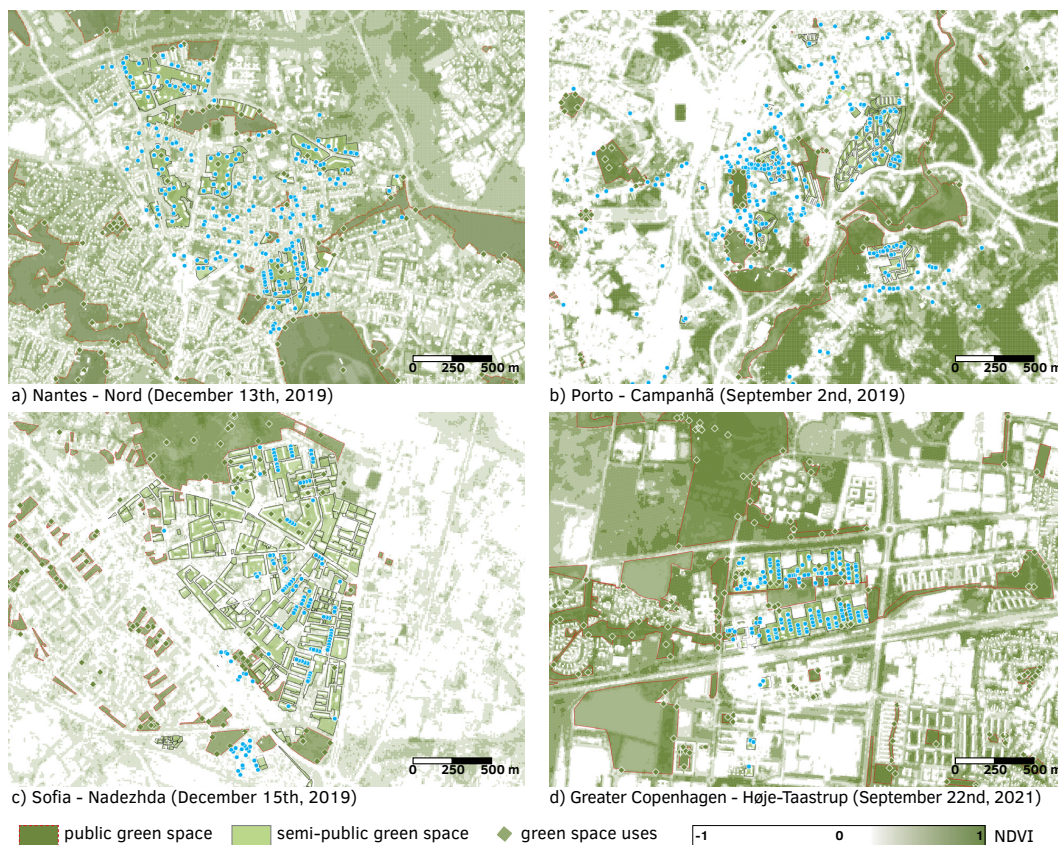 0 250 500 m
0 250 500 m
a) Nantes - Nord (December 13th, 2019)
b) Porto - Campanhã (September 2nd, 2019)
0 250 500 m
0 250 500 m
c) Sofia - Nadezhda (December 15th, 2019)
d) Greater Copenhagen - Høje-Taastrup (September 22nd, 2021)
public green space semi-public green space green space uses -1 0 1 NDVI